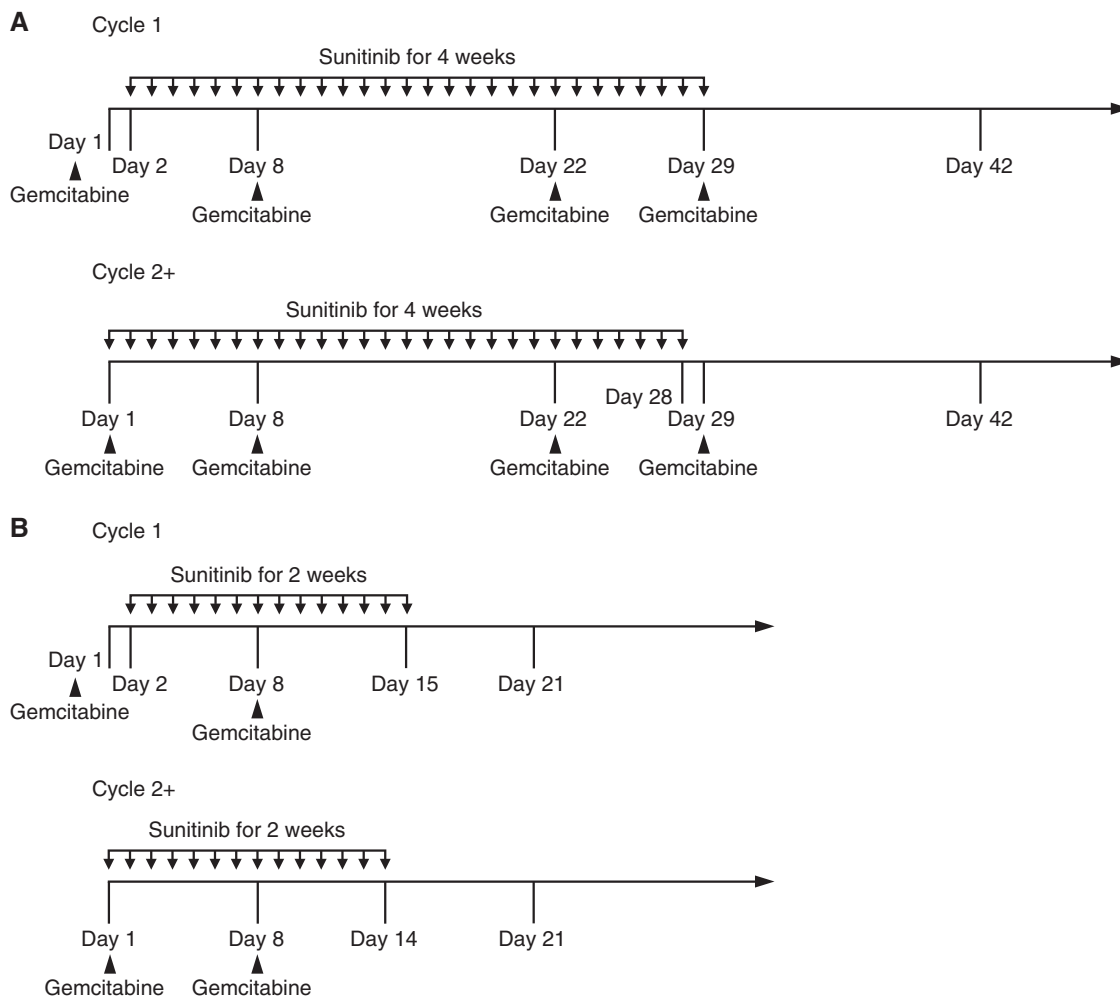 A
Cycle 1
Sunitinib for 4 weeks
Day 1
Day 2 Day 8 Day 22 Day 29 Day 42
Gemcitabine
Gemcitabine Gemcitabine Gemcitabine
Cycle 2+
Sunitinib for 4 weeks
Day 28
Day 1 Day 8 Day 22 Day 29 Day 42
Gemcitabine Gemcitabine Gemcitabine Gemcitabine
B
Cycle 1
Sunitinib for 2 weeks
Day 1
Day 2 Day 8 Day 15 Day 21
Gemcitabine
Gemcitabine
Cycle 2+
Sunitinib for 2 weeks
Day 1 Day 8 Day 14 Day 21
Gemcitabine Gemcitabine